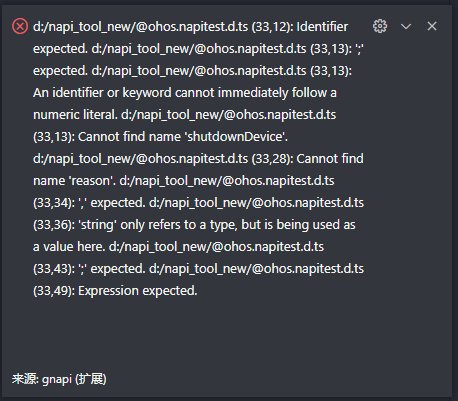 d:/napi_tool_new/@ohos.napitest.d.ts (33,12): Identifier
expected. d:/napi_tool_new/@ohos.napitest.d.ts (33,13): ';'
expected. d:/napi_tool_new/@ohos.napitest.d.ts (33,13):
An identifier or keyword cannot immediately follow a
numeric literal. d:/napi_tool_new/@ohos.napitest.d.ts
(33,13): Cannot find name 'shutdownDevice'.
d:/napi_tool_new/@ohos.napitest.d.ts (33,28): Cannot find
name 'reason'. d:/napi_tool_new/@ohos.napitest.d.ts
(33,34): ',' expected. d:/napi_tool_new/@ohos.napitest.d.ts
(33,36): 'string' only refers to a type, but is being used as
a value here. d:/napi_tool_new/@ohos.napitest.d.ts
(33,43): ';' expected. d:/napi_tool_new/@ohos.napitest.d.ts
(33,49): Expression expected.
来源: gnapi (扩展)